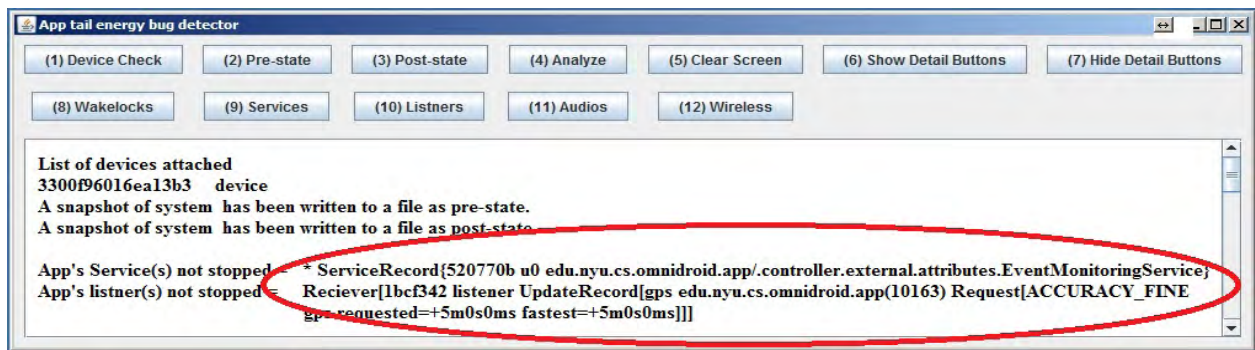 App tail energy bug detector
(1) Device Check (2) Pre-state (3) Post-state (4) Analyze (5) Clear Screen (6) Show Detail Buttons (7) Hide Detail Buttons
(8) Wakelocks (9) Services (10) Listners (11) Audios (12) Wireless
List of devices attached
3300f96016ea13b3 device
A snapshot of system has been written to a file as pre-state.
A snapshot of system has been written to a file as post-state.
App's Service(s) not stopped = * ServiceRecord{520770b u0 edu.nyu.cs.omnidroid.app/.controller.external.attributes.EventMonitoringService}
App's listner(s) not stopped = Reciever[1bcf342 listener UpdateRecord[gps edu.nyu.cs.omnidroid.app(10163) Request[ACCURACY_FINE
gps requested=+5m0s0ms fastest=+5m0s0ms]]]